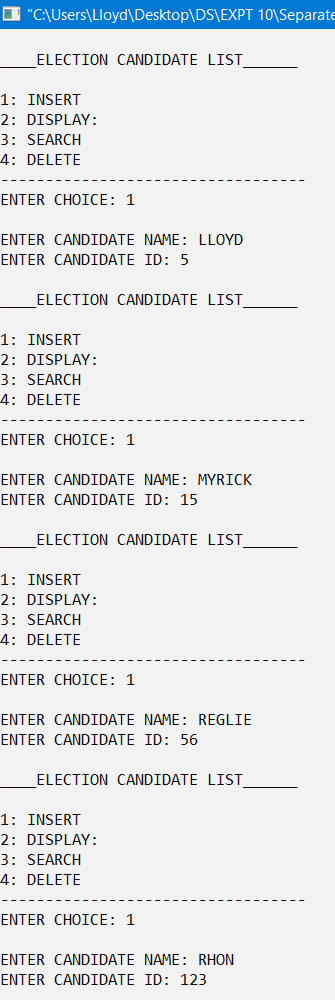 "C:\Users\Lloyd\Desktop\DS\EXPT 10\Separate
____ELECTION CANDIDATE LIST______
1: INSERT
2: DISPLAY:
3: SEARCH
4: DELETE
----------------------------------
ENTER CHOICE: 1
ENTER CANDIDATE NAME: LLOYD
ENTER CANDIDATE ID: 5
____ELECTION CANDIDATE LIST______
1: INSERT
2: DISPLAY:
3: SEARCH
4: DELETE
----------------------------------
ENTER CHOICE: 1
ENTER CANDIDATE NAME: MYRICK
ENTER CANDIDATE ID: 15
____ELECTION CANDIDATE LIST______
1: INSERT
2: DISPLAY:
3: SEARCH
4: DELETE
----------------------------------
ENTER CHOICE: 1
ENTER CANDIDATE NAME: REGLIE
ENTER CANDIDATE ID: 56
____ELECTION CANDIDATE LIST______
1: INSERT
2: DISPLAY:
3: SEARCH
4: DELETE
----------------------------------
ENTER CHOICE: 1
ENTER CANDIDATE NAME: RHON
ENTER CANDIDATE ID: 123